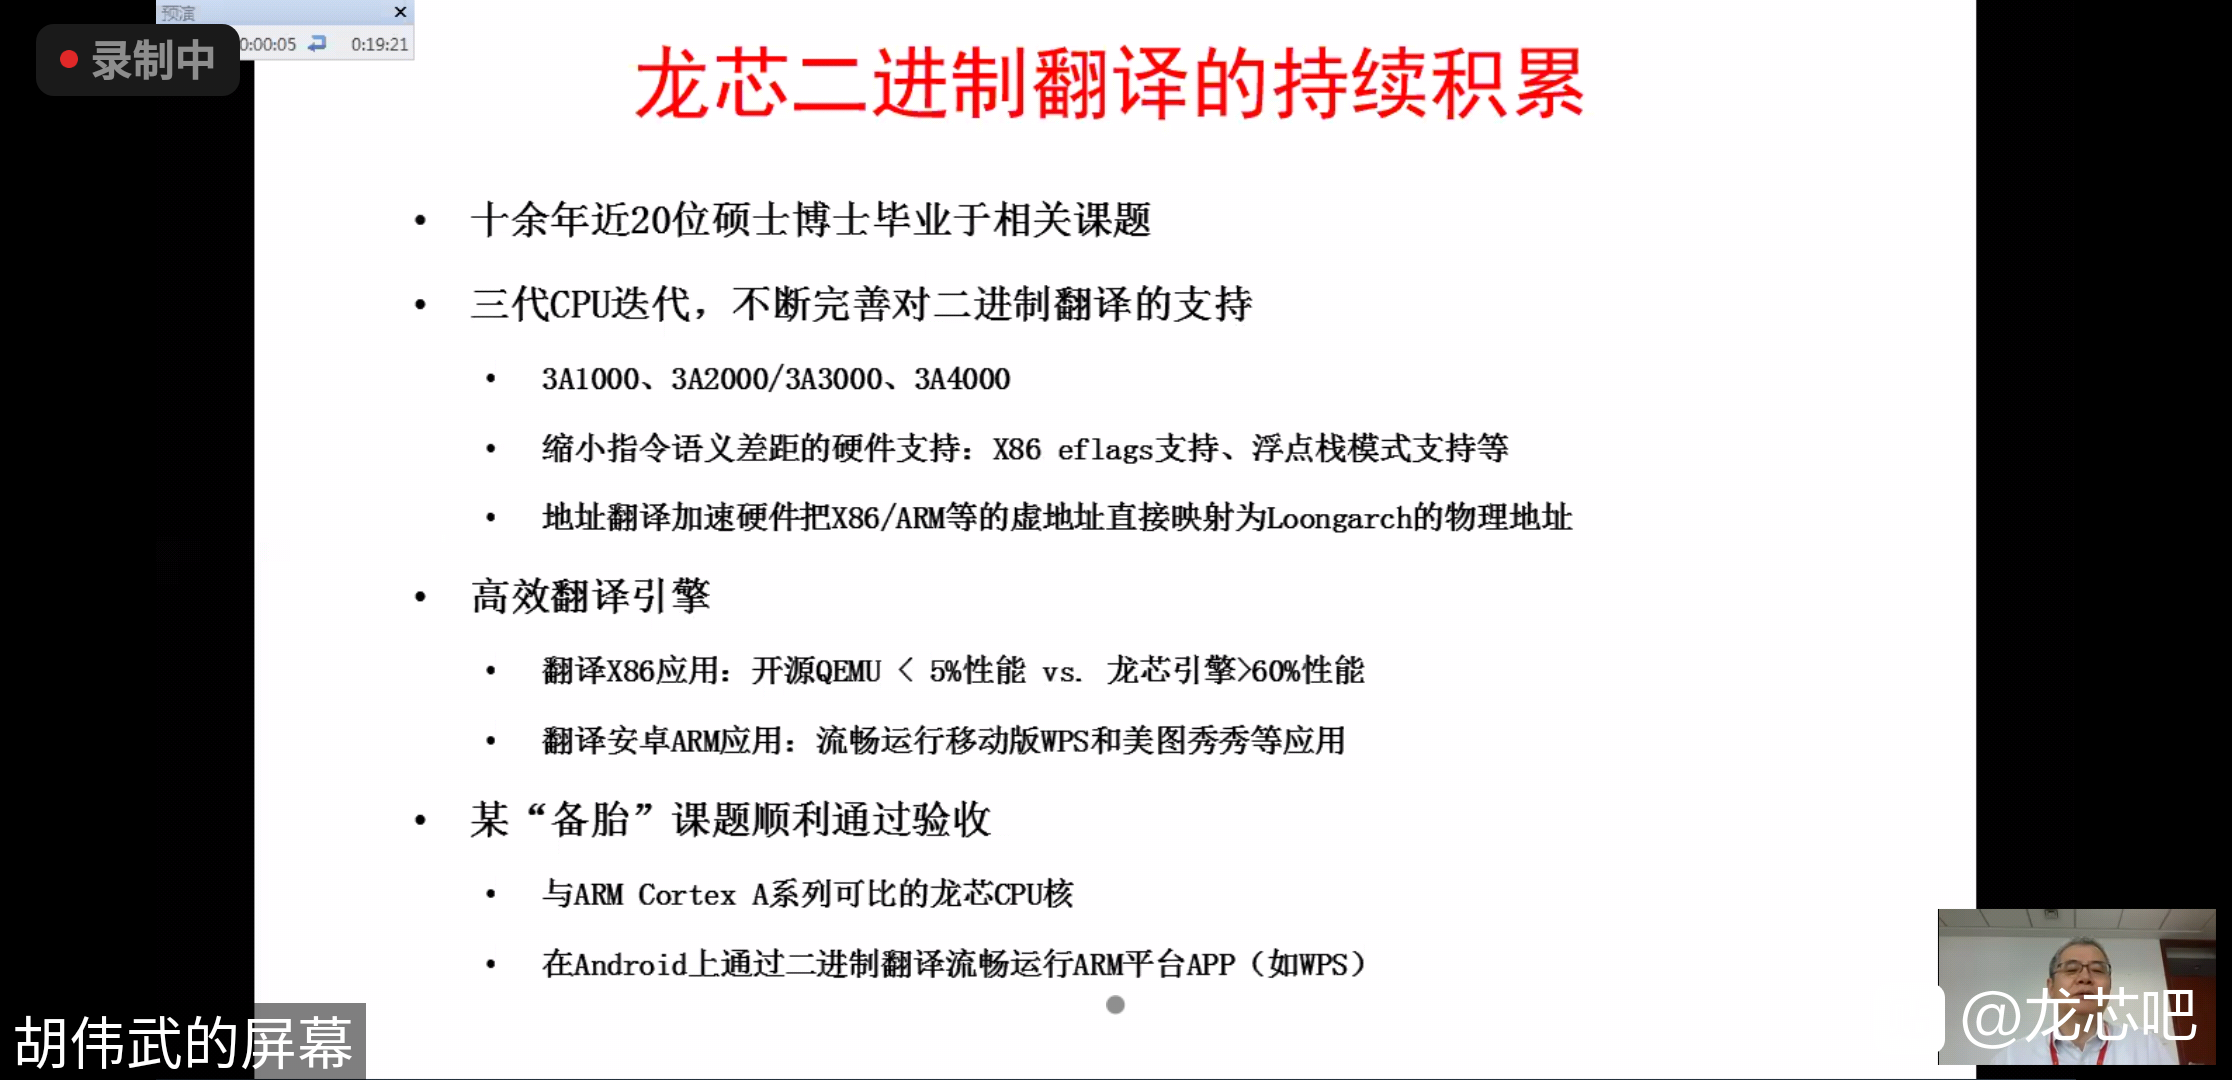 预演
录制中
0:00:05 0:19:21
龙芯二进制翻译的持续积累
• 十余年近20位硕士博士毕业于相关课题
• 三代CPU迭代，不断完善对二进制翻译的支持
• 3A1000、3A2000/3A3000、3A4000
• 缩小指令语义差距的硬件支持：X86 eflags支持、浮点栈模式支持等
• 地址翻译加速硬件把X86/ARM等的虚地址直接映射为Loongarch的物理地址
• 高效翻译引擎
• 翻译X86应用：开源QEMU < 5%性能 vs. 龙芯引擎>60%性能
• 翻译安卓ARM应用：流畅运行移动版WPS和美图秀秀等应用
• 某“备胎”课题顺利通过验收
• 与ARM Cortex A系列可比的龙芯CPU核
• 在Android上通过二进制翻译流畅运行ARM平台APP（如WPS）
胡伟武的屏幕
@龙芯吧